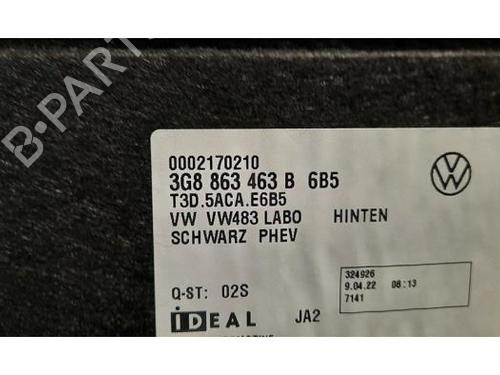 B-PARTS
0002170210
3G8 863 463 B 6B5
T3D.5ACA.E6B5
VW VW483 LABO HINTEN
SCHWARZ PHEV
324926
9.04.22 08:13
7141
Q-ST: 02S
IDEAL JA2